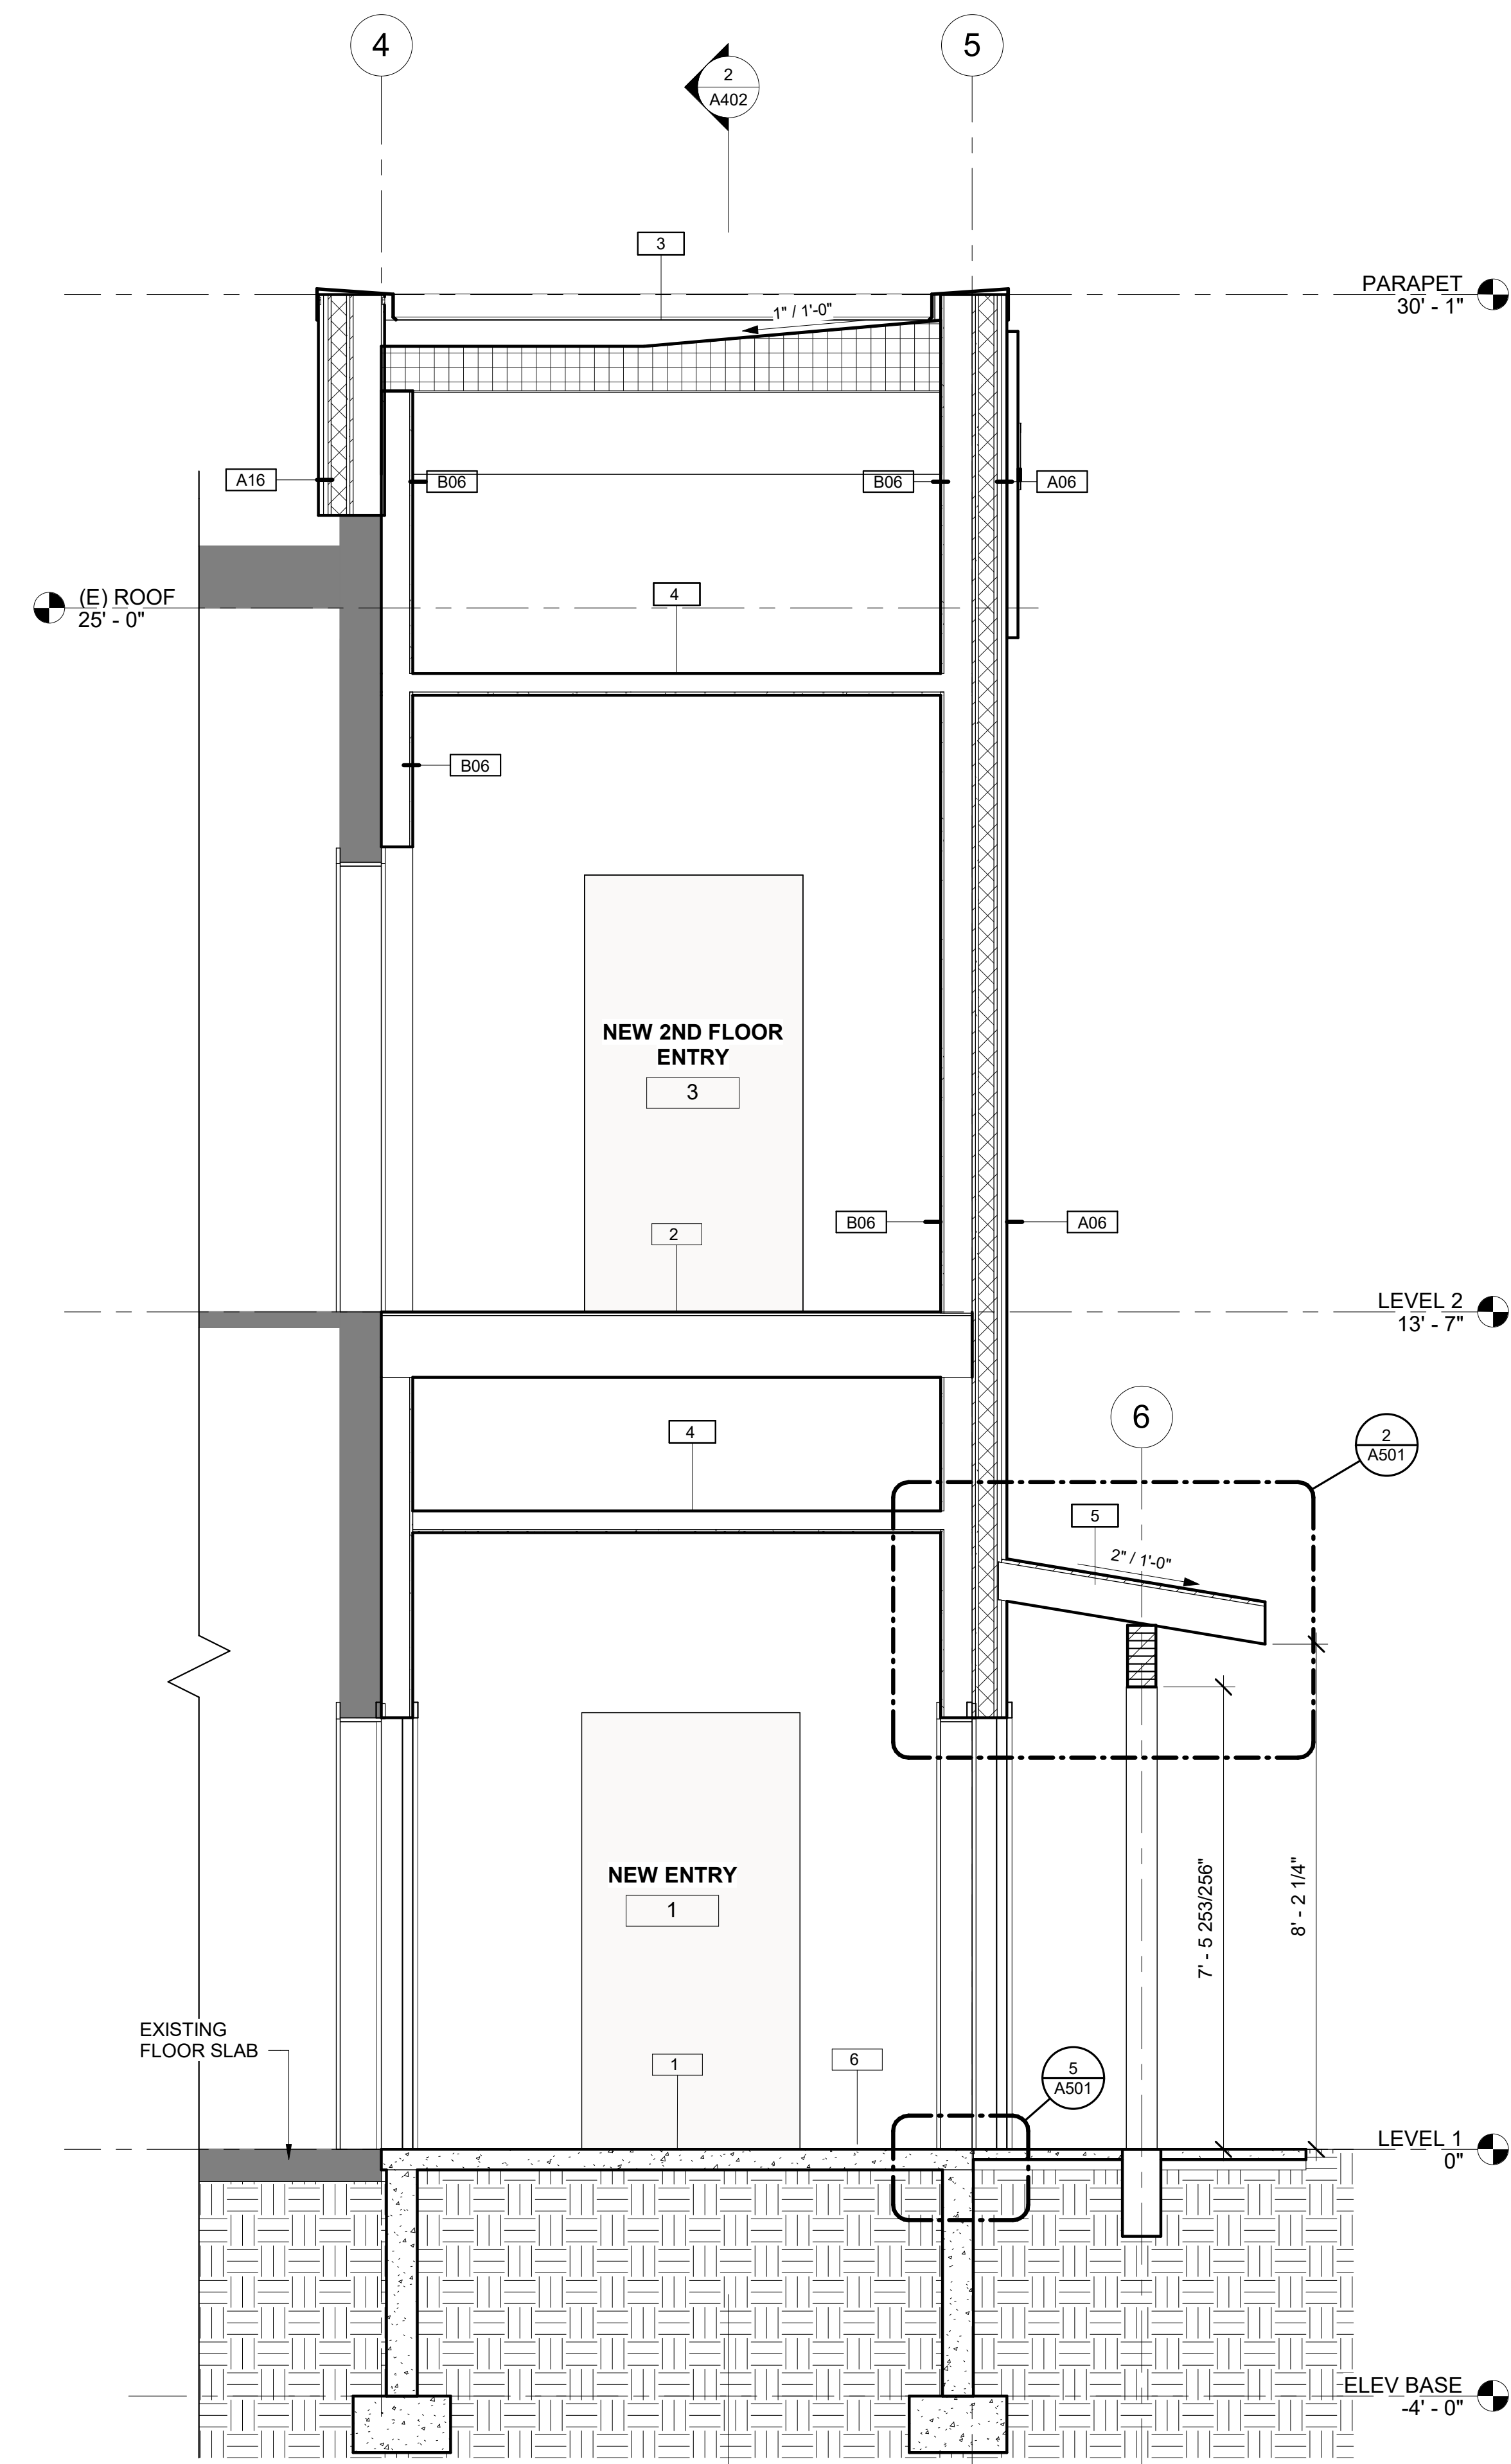 4
5
2
A402
3
PARAPET
30' - 1"
1" / 1'-0"
A16
B06
B06
A06
(E) ROOF
25' - 0"
4
B06
NEW 2ND FLOOR
ENTRY
3
2
B06
A06
LEVEL 2
13' - 7"
6
4
2
A501
5
2" / 1'-0"
NEW ENTRY
1
7' - 5 253/256"
8' - 2 1/4"
EXISTING
FLOOR SLAB
1
6
5
A501
LEVEL 1
0"
ELEV BASE
-4' - 0"